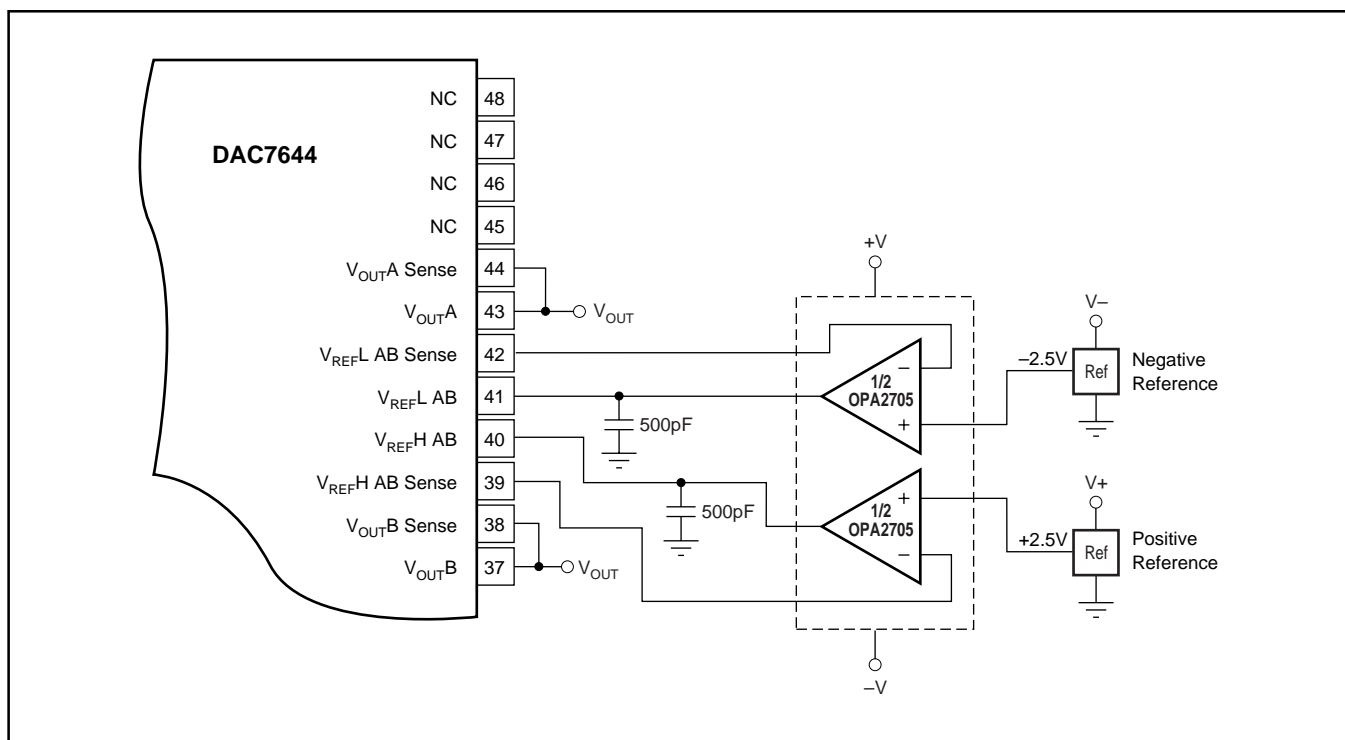 DAC7644
NC 48
NC 47
NC 46
NC 45
VOUTA Sense 44
VOUTA 43
VOUT
VREFL AB Sense 42
VREFL AB 41
VREFH AB 40
VREFH AB Sense 39
VOUTB Sense 38
VOUTB 37
VOUT
500pF
500pF
+V
–
1/2
OPA2705
+
+
1/2
OPA2705
–
–V
V–
–2.5V
Ref
Negative
Reference
V+
+2.5V
Ref
Positive
Reference